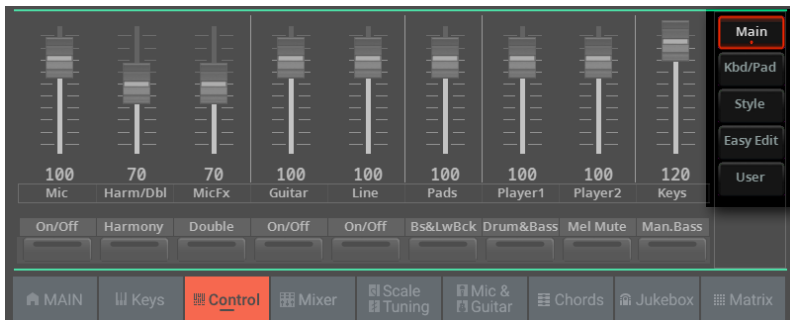 Main
Kbd/Pad
Style
Easy Edit
User
100 70 70 100 100 100 100 100 120
Mic Harm/Dbl MicFx Guitar Line Pads Player1 Player2 Keys
On/Off Harmony Double On/Off On/Off Bs&LwBck Drum&Bass Mel Mute Man.Bass
MAIN Keys Control Mixer Scale Tuning Mic & Guitar Chords Jukebox Matrix